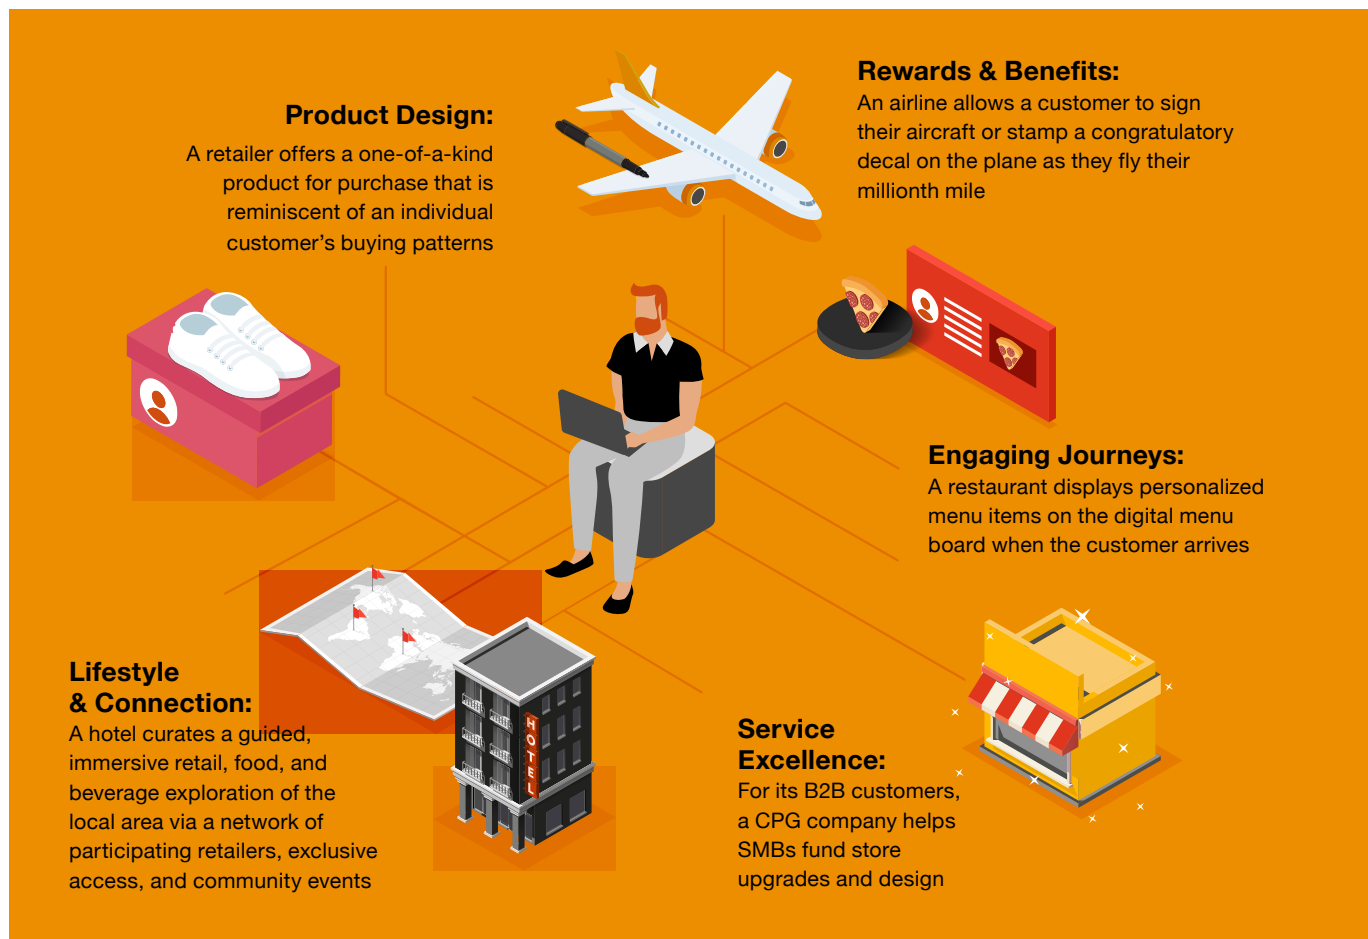 Product Design:
A retailer offers a one-of-a-kind
product for purchase that is
reminiscent of an individual
customer’s buying patterns
Rewards & Benefits:
An airline allows a customer to sign
their aircraft or stamp a congratulatory
decal on the plane as they fly their
millionth mile
Engaging Journeys:
A restaurant displays personalized
menu items on the digital menu
board when the customer arrives
Lifestyle
& Connection:
A hotel curates a guided,
immersive retail, food, and
beverage exploration of the
local area via a network of
participating retailers, exclusive
access, and community events
HOTEL
Service
Excellence:
For its B2B customers,
a CPG company helps
SMBs fund store
upgrades and design